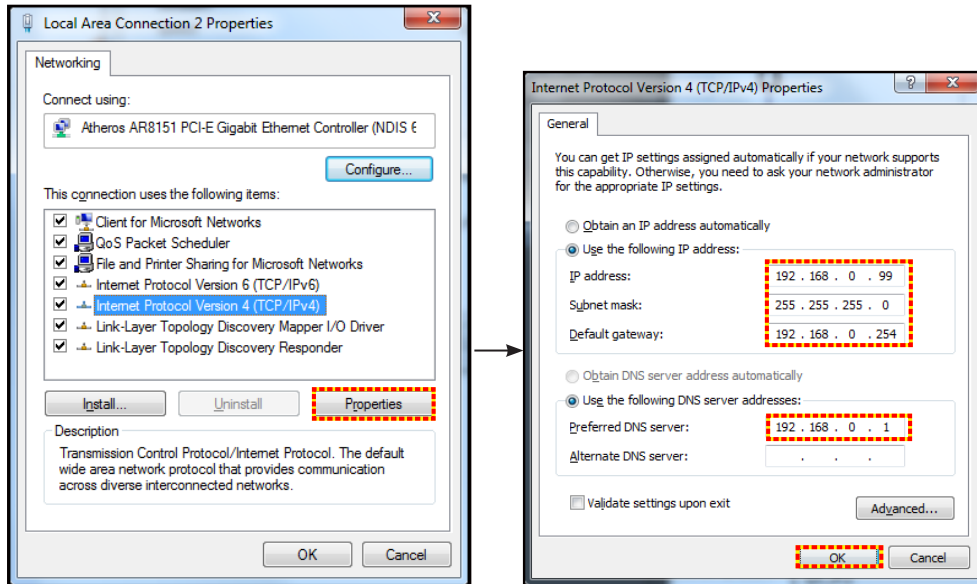 Local Area Connection 2 Properties
Networking
Connect using:
Atheros AR8151 PCI-E Gigabit Ethernet Controller (NDIS 6
Configure...
This connection uses the following items:
Client for Microsoft Networks
QoS Packet Scheduler
File and Printer Sharing for Microsoft Networks
Internet Protocol Version 6 (TCP/IPv6)
Internet Protocol Version 4 (TCP/IPv4)
Link-Layer Topology Discovery Mapper I/O Driver
Link-Layer Topology Discovery Responder
Install...
Uninstall
Properties
Description
Transmission Control Protocol/Internet Protocol. The default
wide area network protocol that provides communication
across diverse interconnected networks.
OK
Cancel
Internet Protocol Version 4 (TCP/IPv4) Properties
General
You can get IP settings assigned automatically if your network supports
this capability. Otherwise, you need to ask your network administrator
for the appropriate IP settings.
Obtain an IP address automatically
Use the following IP address:
IP address: 192 . 168 . 0 . 99
Subnet mask: 255 . 255 . 255 . 0
Default gateway: 192 . 168 . 0 . 254
Obtain DNS server address automatically
Use the following DNS server addresses:
Preferred DNS server: 192 . 168 . 0 . 1
Alternate DNS server: . . .
Validate settings upon exit
Advanced...
OK
Cancel